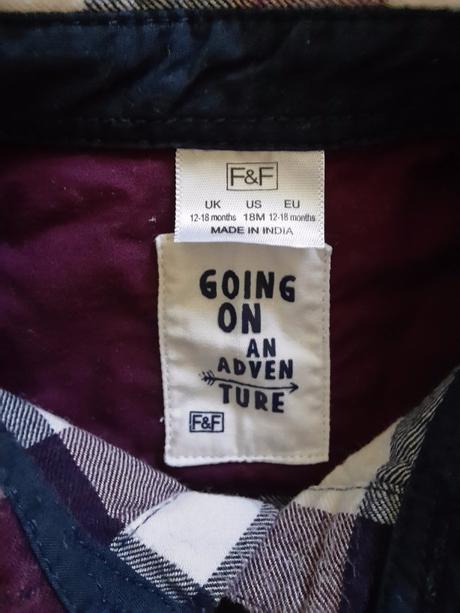 F&F
UK US EU
12-18 months 18M 12-18 months
MADE IN INDIA
GOING
ON
AN
ADVEN
TURE
F&F